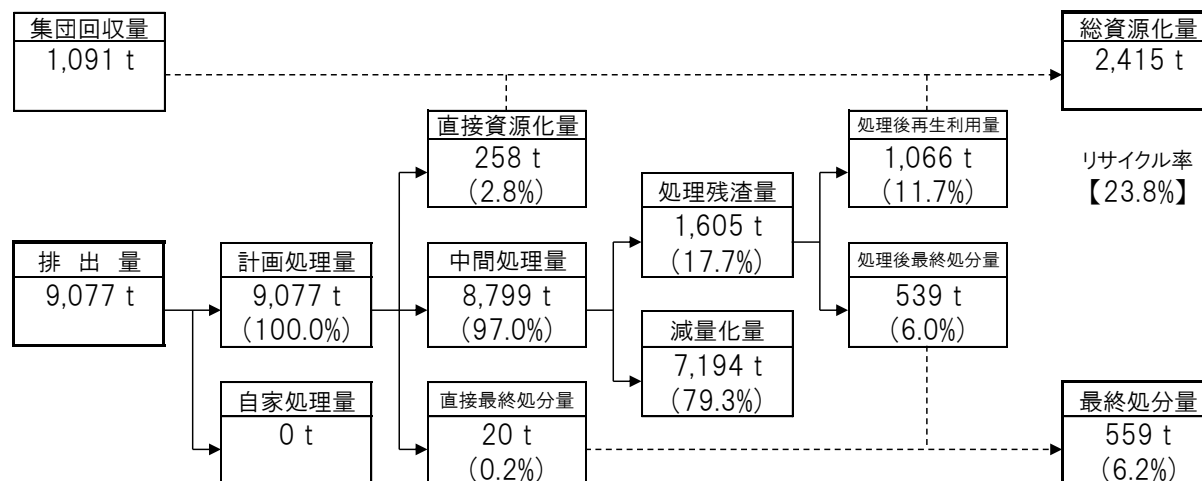 集団回収量
1,091 t
総資源化量
2,415 t
直接資源化量
258 t
(2.8%)
処理後再生利用量
1,066 t
(11.7%)
リサイクル率
【23.8%】
処理残渣量
1,605 t
(17.7%)
排 出 量
9,077 t
計画処理量
9,077 t
(100.0%)
中間処理量
8,799 t
(97.0%)
処理後最終処分量
539 t
(6.0%)
減量化量
7,194 t
(79.3%)
自家処理量
0 t
直接最終処分量
20 t
(0.2%)
最終処分量
559 t
(6.2%)